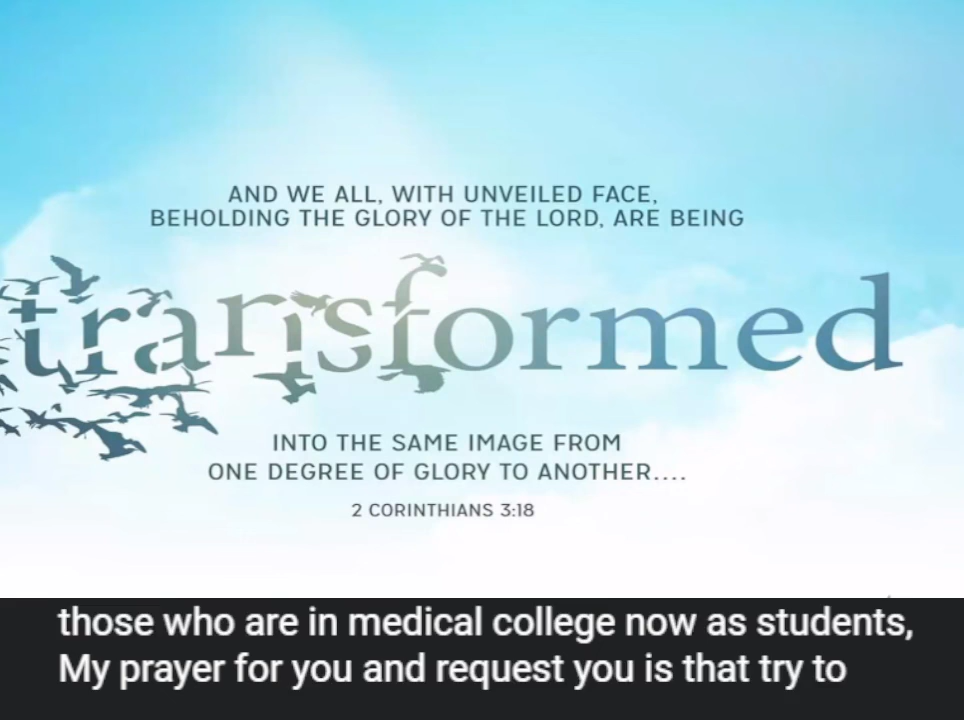 AND WE ALL, WITH UNVEILED FACE,
BEHOLDING THE GLORY OF THE LORD, ARE BEING
transformed
INTO THE SAME IMAGE FROM
ONE DEGREE OF GLORY TO ANOTHER....
2 CORINTHIANS 3:18
those who are in medical college now as students,
My prayer for you and request you is that try to